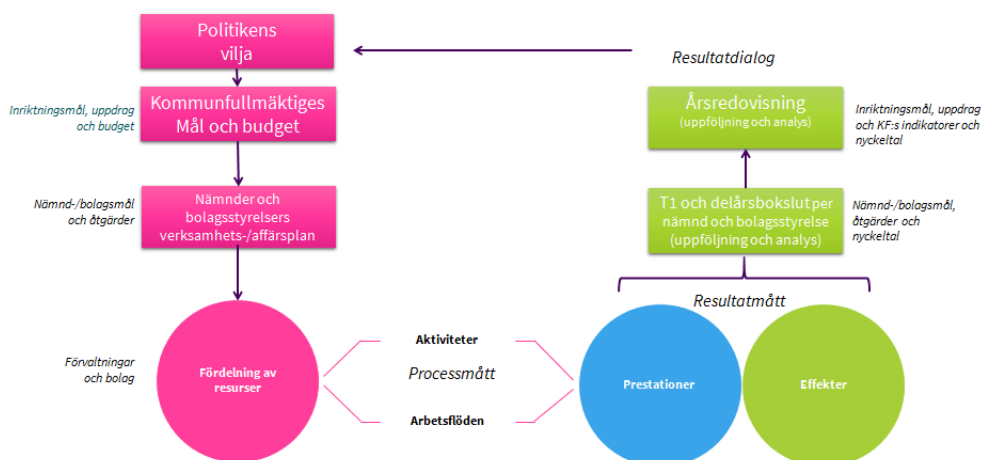 Politikens
vilja
Resultatdialog
Inriktningsmål, uppdrag
och budget
Kommunfullmäktiges
Mål och budget
Årsredovisning
(uppföljning och analys)
Inriktningsmål, uppdrag
och KF:s indikatorer och
nyckeltal
Nämnd-/bolagsmål
och åtgärder
Nämnder och
bolagsstyrelsers
verksamhets-/affärsplan
T1 och delårsbokslut per
nämnd och bolagsstyrelse
(uppföljning och analys)
Nämnd-/bolagsmål,
åtgärder och
nyckeltal
Resultatmått
Förvaltningar
och bolag
Fördelning av
resurser
Aktiviteter
Processmått
Arbetsflöden
Prestationer
Effekter